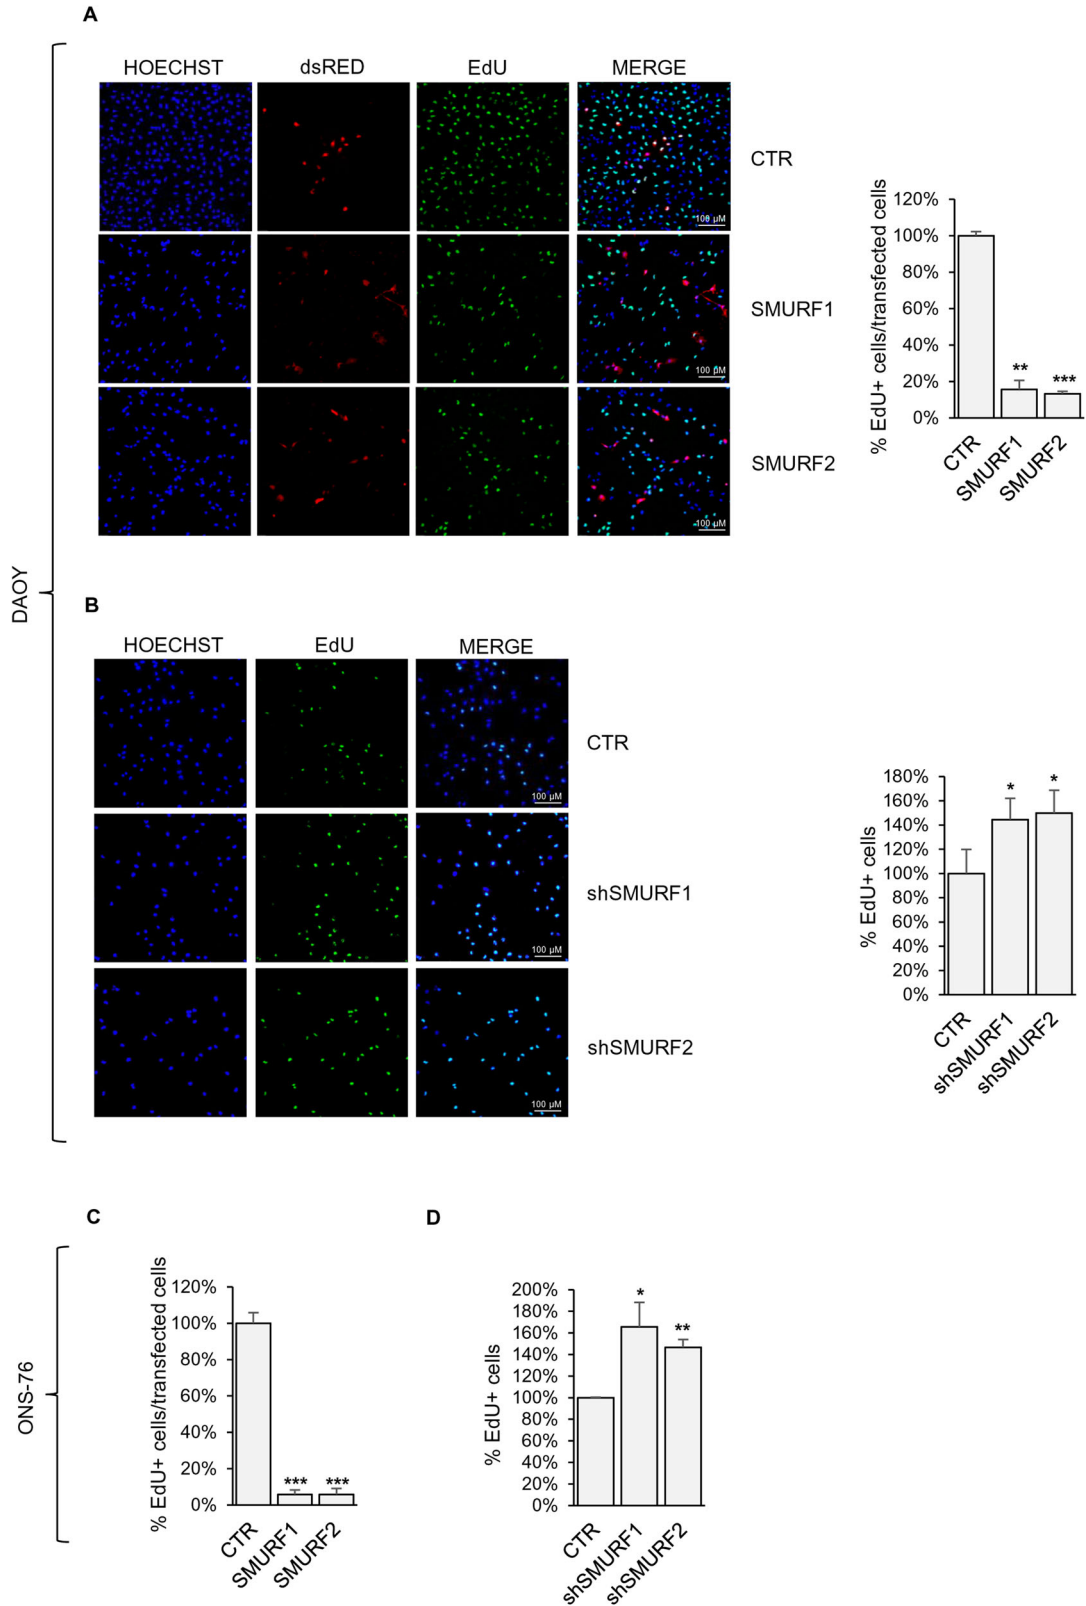 A
HOECHST dsRED EdU MERGE
CTR
100 µM
SMURF1
100 µM
SMURF2
100 µM
% EdU+ cells/transfected cells
120%
100%
80%
60%
40%
20%
0%
**
***
CTR
SMURF1
SMURF2
DAOY
B
HOECHST EdU MERGE
CTR
100 µM
shSMURF1
100 µM
shSMURF2
100 µM
% EdU+ cells
180%
160%
140%
120%
100%
80%
60%
40%
20%
0%
*
*
CTR
shSMURF1
shSMURF2
ONS-76
C
% EdU+ cells/transfected cells
120%
100%
80%
60%
40%
20%
0%
***
***
CTR
SMURF1
SMURF2
D
% EdU+ cells
200%
180%
160%
140%
120%
100%
80%
60%
40%
20%
0%
*
**
CTR
shSMURF1
shSMURF2